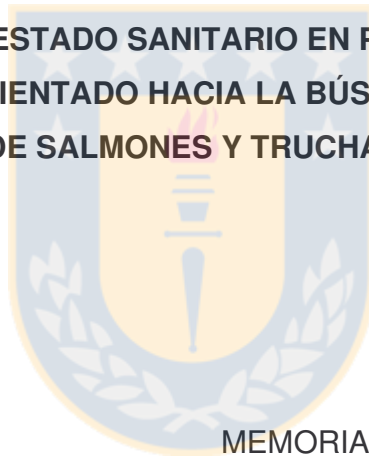 ESTADO SANITARIO EN
IENTADO HACIA LA BÚS
DE SALMONES Y TRUCHA
MEMORIA